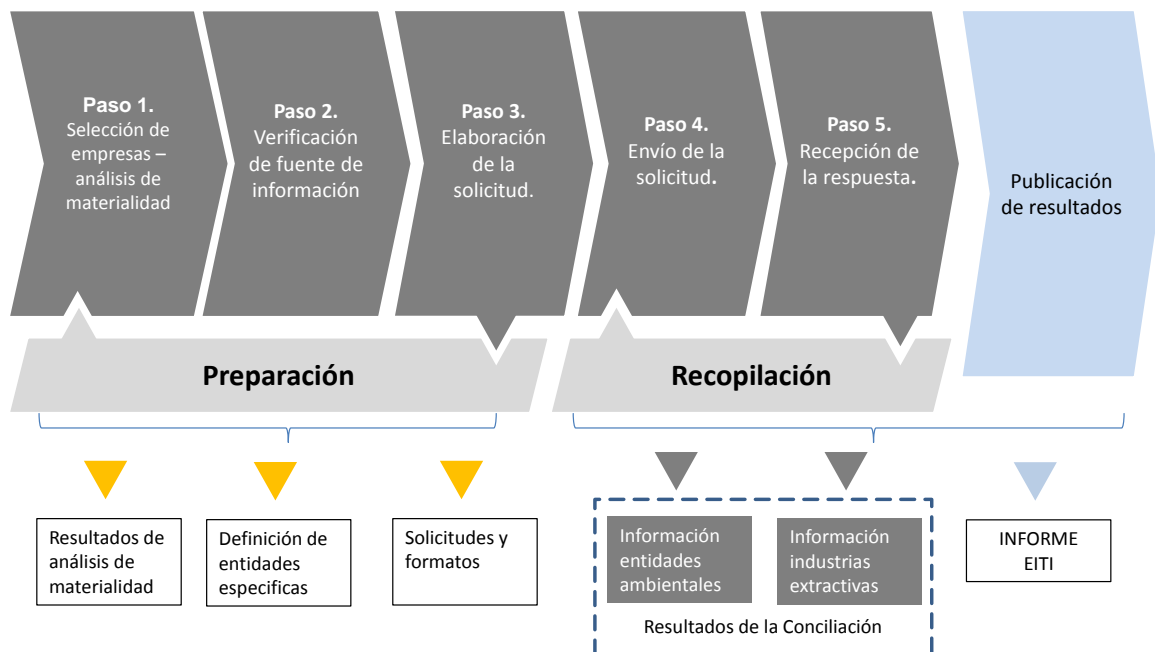 Paso 1.
Selección de
empresas –
análisis de
materialidad
Paso 2.
Verificación
de fuente de
información
Paso 3.
Elaboración
de la
solicitud.
Paso 4.
Envío de la
solicitud.
Paso 5.
Recepción de
la respuesta.
Publicación
de resultados
Preparación
Recopilación
Resultados de
análisis de
materialidad
Definición de
entidades
especificas
Solicitudes y
formatos
Información
entidades
ambientales
Información
industrias
extractivas
Resultados de la Conciliación
INFORME
EITI